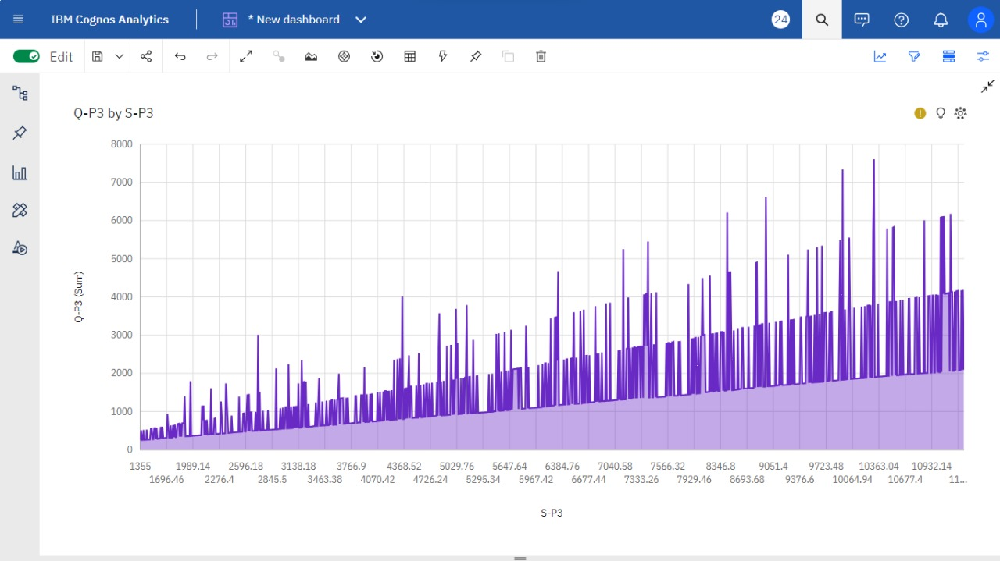 IBM Cognos Analytics
* New dashboard
24
Edit
Q-P3 by S-P3
8000
7000
6000
5000
4000
3000
2000
1000
0
Q-P3 (Sum)
1355 1989.14 2596.18 3138.18 3766.9 4368.52 5029.76 5647.64 6384.76 7040.58 7566.32 8346.8 9051.4 9723.48 10363.04 10932.14
1696.46 2276.4 2845.5 3463.38 4070.42 4726.24 5295.34 5967.42 6677.44 7333.26 7929.46 8693.68 9376.6 10064.94 10677.4 11...
S-P3